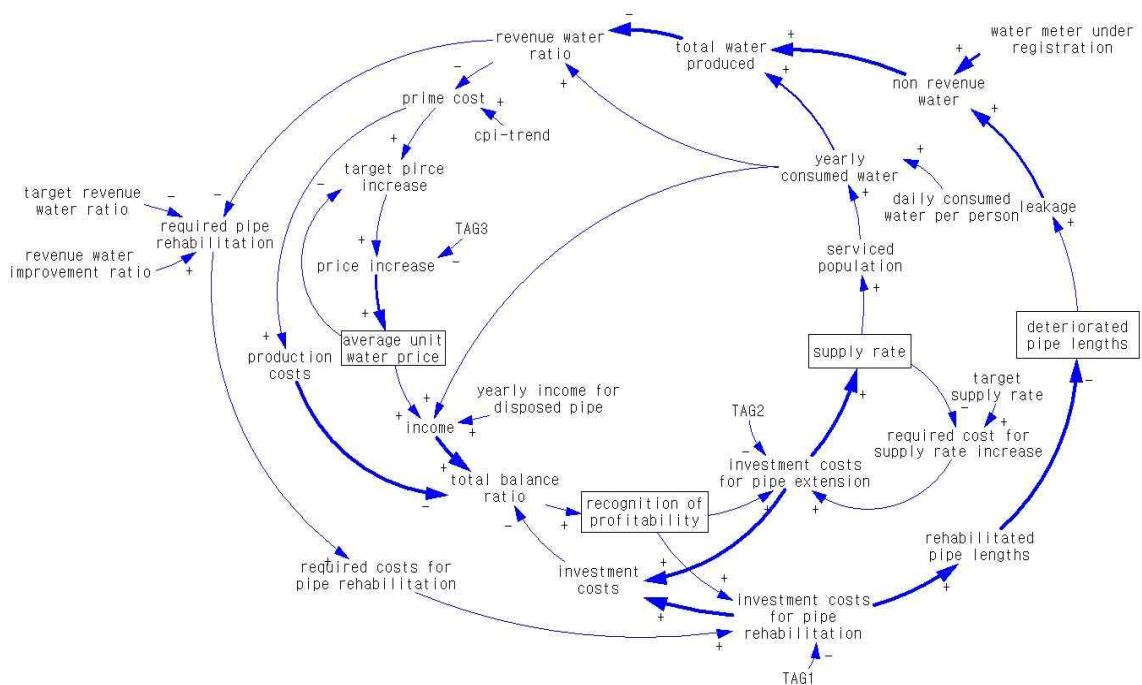 water meter under
registration
revenue water
ratio
total water
produced
non revenue
water
prime cost
cpi-trend
target pirce
increase
yearly
consumed water
daily consumed
water per person
leakage
target revenue
water ratio
required pipe
rehabilitation
revenue water
improvement ratio
TAG3
price increase
serviced
population
average unit
water price
production
costs
supply rate
deteriorated
pipe lengths
yearly income for
disposed pipe
target
supply rate
TAG2
income
required cost for
supply rate increase
total balance
ratio
investment costs
for pipe extension
recognition of
profitability
rehabilitated
pipe lengths
required costs for
pipe rehabilitation
investment
costs
investment costs
for pipe
rehabilitation
TAG1